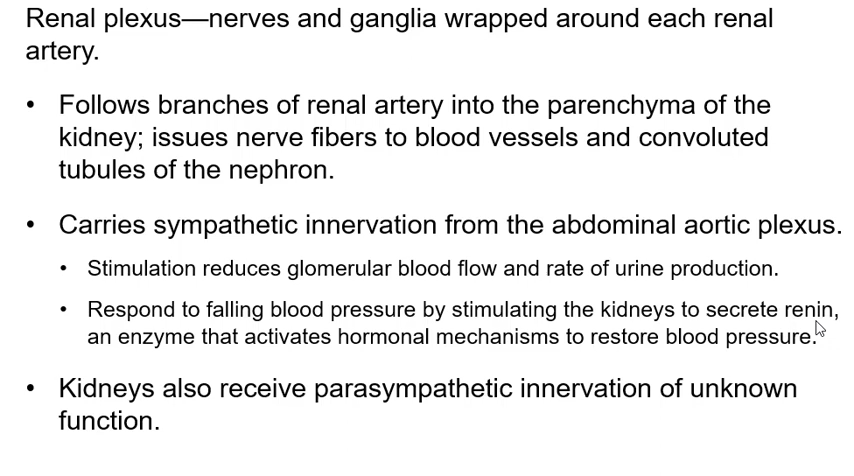 Renal plexus—nerves and ganglia wrapped around each renal
artery.
• Follows branches of renal artery into the parenchyma of the
kidney; issues nerve fibers to blood vessels and convoluted
tubules of the nephron.
• Carries sympathetic innervation from the abdominal aortic plexus.
• Stimulation reduces glomerular blood flow and rate of urine production.
• Respond to falling blood pressure by stimulating the kidneys to secrete renin,
an enzyme that activates hormonal mechanisms to restore blood pressure.
• Kidneys also receive parasympathetic innervation of unknown
function.